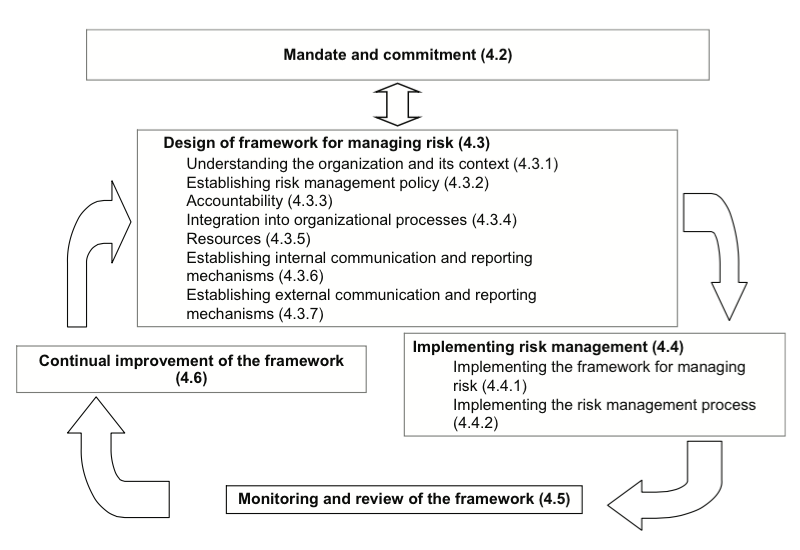 Mandate and commitment (4.2)
Design of framework for managing risk (4.3)
Understanding the organization and its context (4.3.1)
Establishing risk management policy (4.3.2)
Accountability (4.3.3)
Integration into organizational processes (4.3.4)
Resources (4.3.5)
Establishing internal communication and reporting
mechanisms (4.3.6)
Establishing external communication and reporting
mechanisms (4.3.7)
Implementing risk management (4.4)
Implementing the framework for managing
risk (4.4.1)
Implementing the risk management process
(4.4.2)
Monitoring and review of the framework (4.5)
Continual improvement of the framework
(4.6)